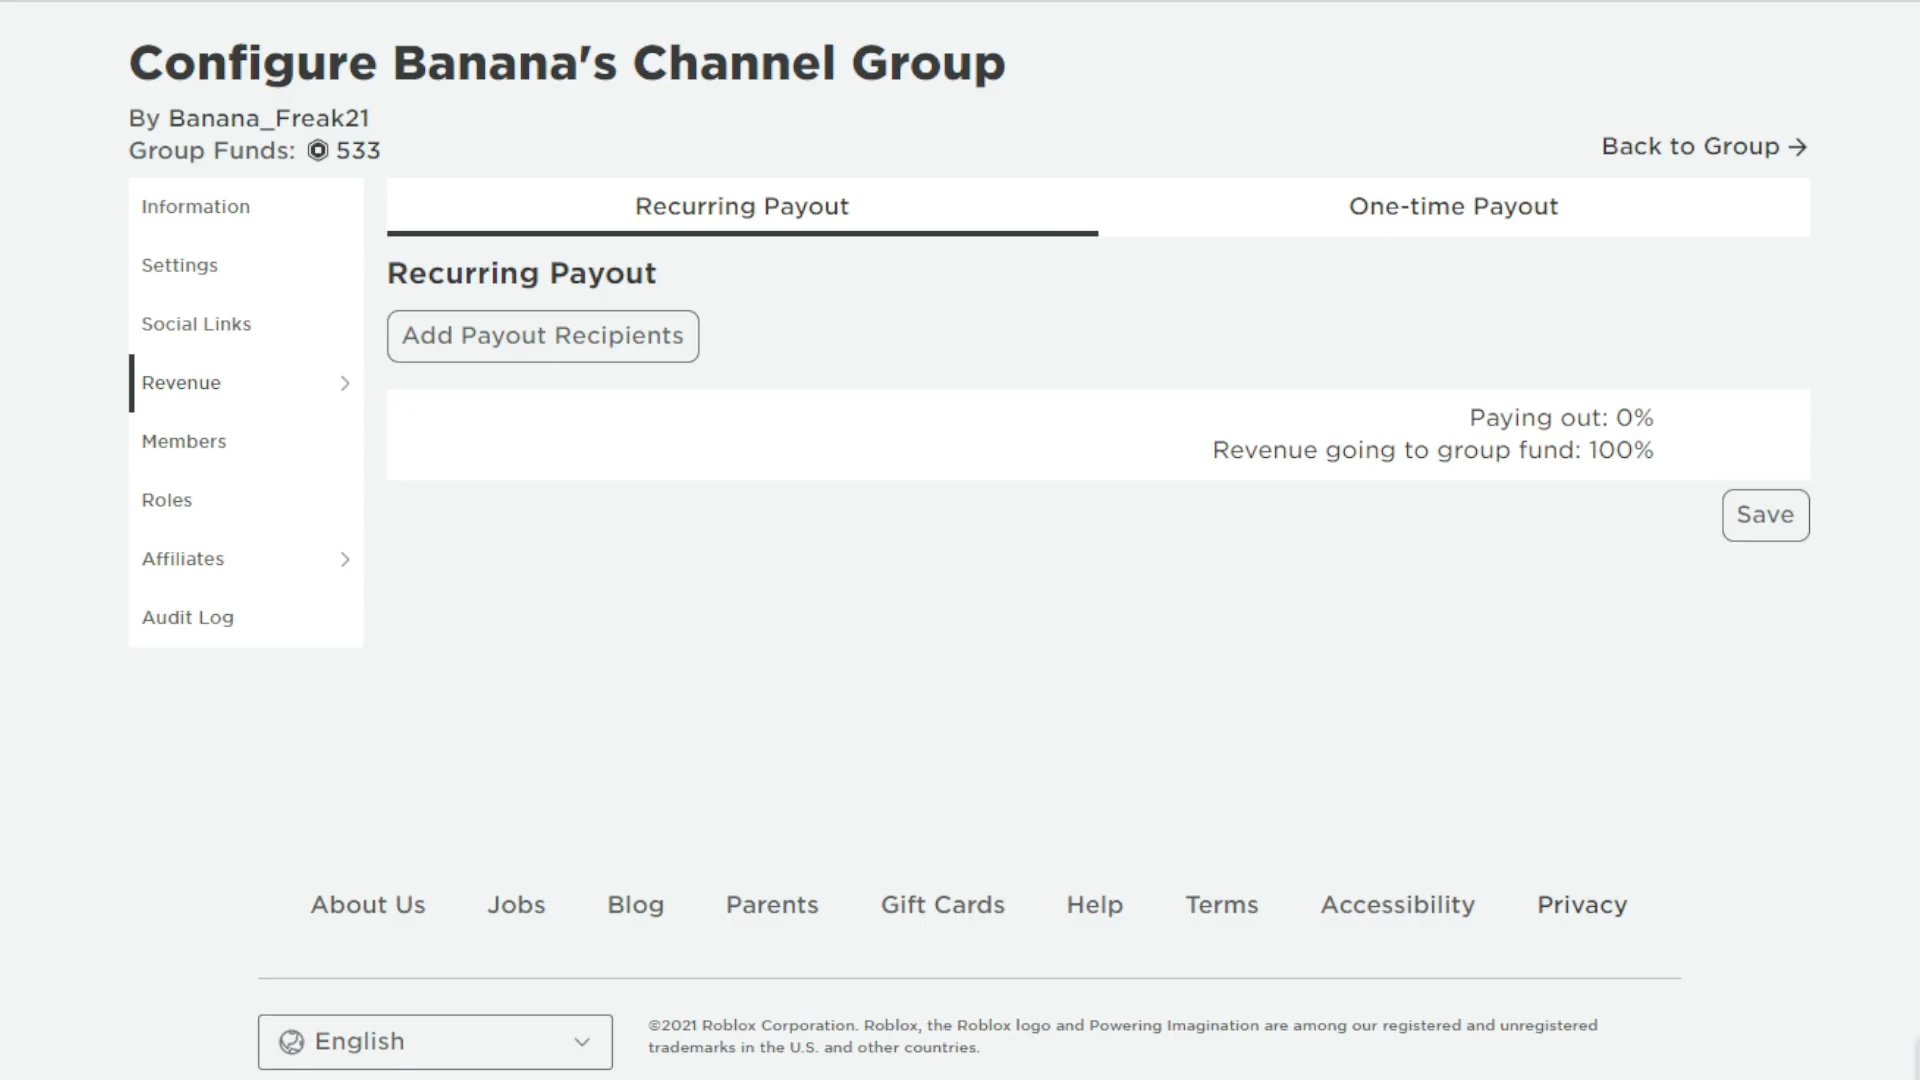 Configure Banana's Channel Group
By Banana_Freak21
Group Funds: 533
Back to Group
Information
Settings
Social Links
Revenue
Members
Roles
Affiliates
Audit Log
Recurring Payout
One-time Payout
Recurring Payout
Add Payout Recipients
Paying out: 0%
Revenue going to group fund: 100%
Save
About Us
Jobs
Blog
Parents
Gift Cards
Help
Terms
Accessibility
Privacy
English
©2021 Roblox Corporation. Roblox, the Roblox logo and Powering Imagination are among our registered and unregistered
trademarks in the U.S. and other countries.